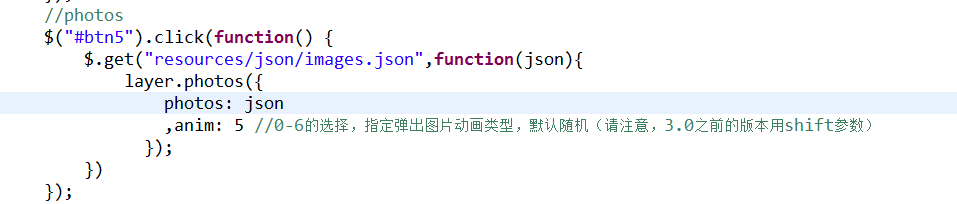 });
//photos
$("#btn5").click(function() {
$.get("resources/json/images.json",function(json){
layer.photos({
photos: json
,anim: 5 //0-6的选择，指定弹出图片动画类型，默认随机（请注意，3.0之前的版本用shift参数）
});
})
});